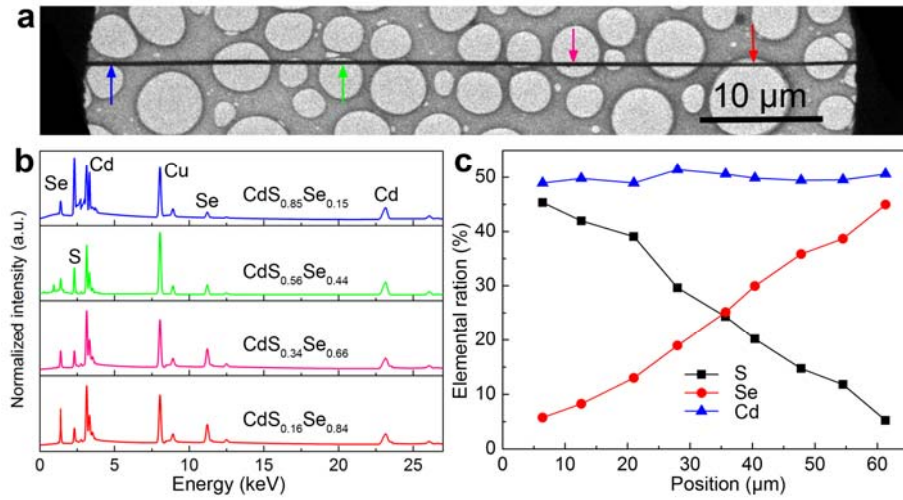 a
10 µm
b
Se
Cd
Cu
Se
Cd
CdS0.85Se0.15
S
CdS0.56Se0.44
CdS0.34Se0.66
CdS0.16Se0.84
Normalized intensity (a.u.)
0 5 10 15 20 25
Energy (keV)
c
50
40
30
20
10
0
Elemental ration (%)
S
Se
Cd
0 10 20 30 40 50 60
Position (µm)